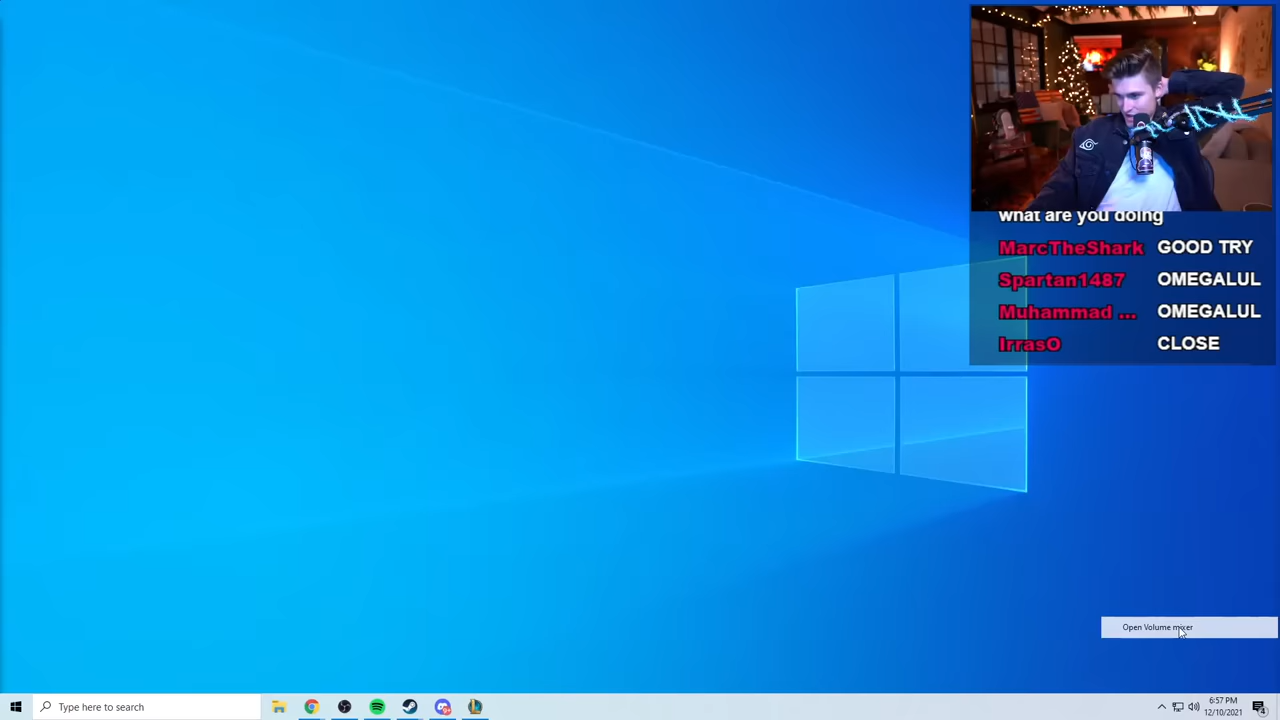 what are you doing
MarcTheShark GOOD TRY
Spartan1487 OMEGALUL
Muhammad ... OMEGALUL
IrrasO CLOSE
Open Volume mixer
Type here to search
6:57 PM
12/10/2021
4